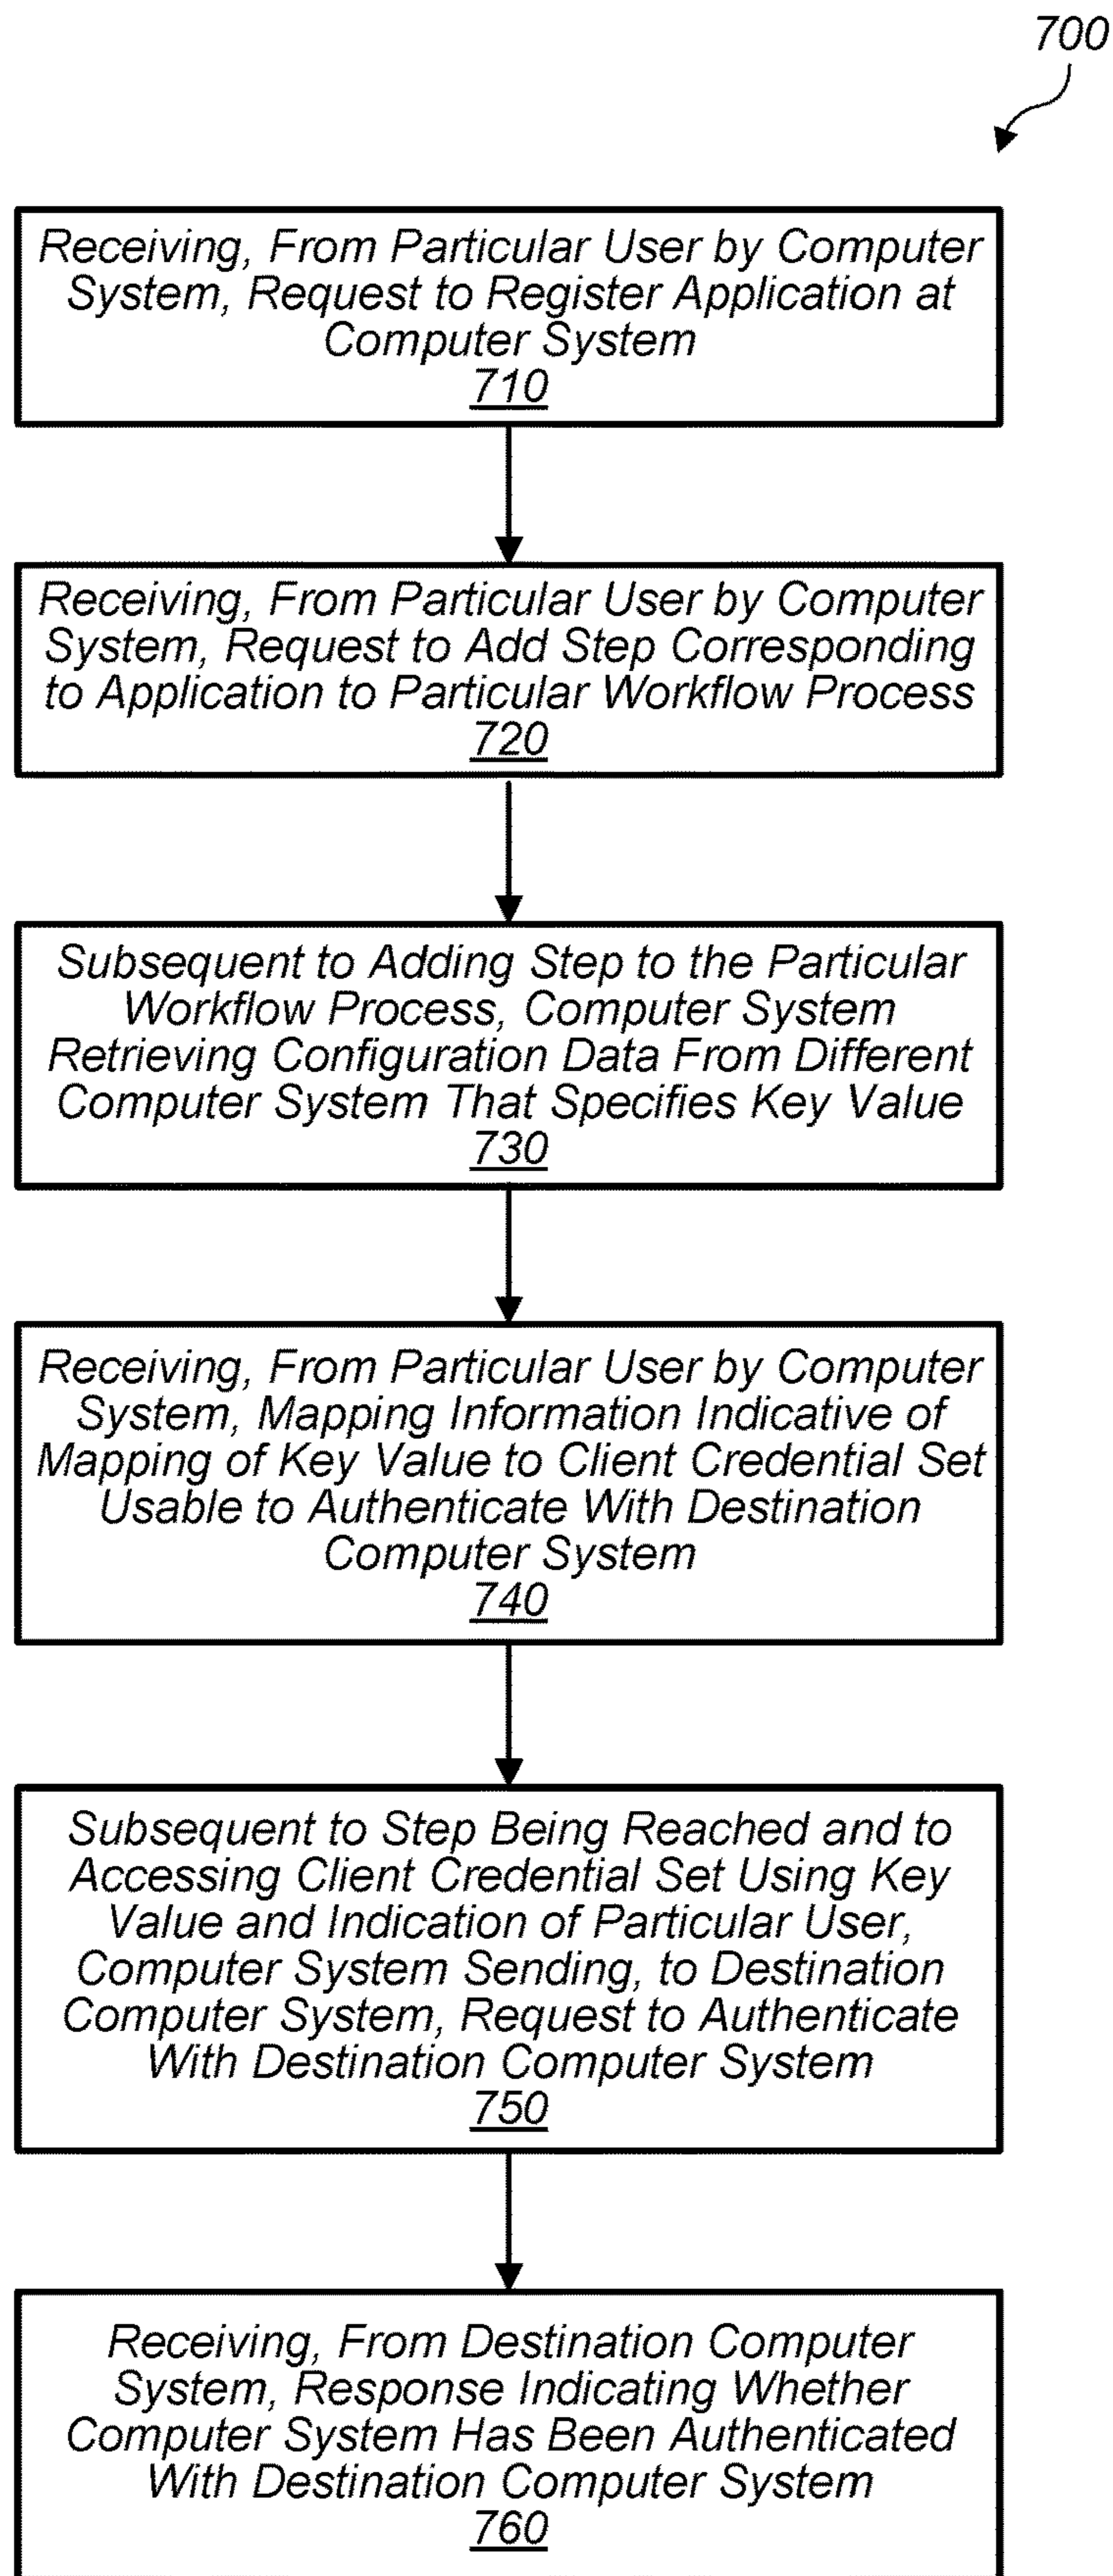 700
Receiving, From Particular User by Computer
System, Request to Register Application at
Computer System
710
Receiving, From Particular User by Computer
System, Request to Add Step Corresponding
to Application to Particular Workflow Process
720
Subsequent to Adding Step to the Particular
Workflow Process, Computer System
Retrieving Configuration Data From Different
Computer System That Specifies Key Value
730
Receiving, From Particular User by Computer
System, Mapping Information Indicative of
Mapping of Key Value to Client Credential Set
Usable to Authenticate With Destination
Computer System
740
Subsequent to Step Being Reached and to
Accessing Client Credential Set Using Key
Value and Indication of Particular User,
Computer System Sending, to Destination
Computer System, Request to Authenticate
With Destination Computer System
750
Receiving, From Destination Computer
System, Response Indicating Whether
Computer System Has Been Authenticated
With Destination Computer System
760